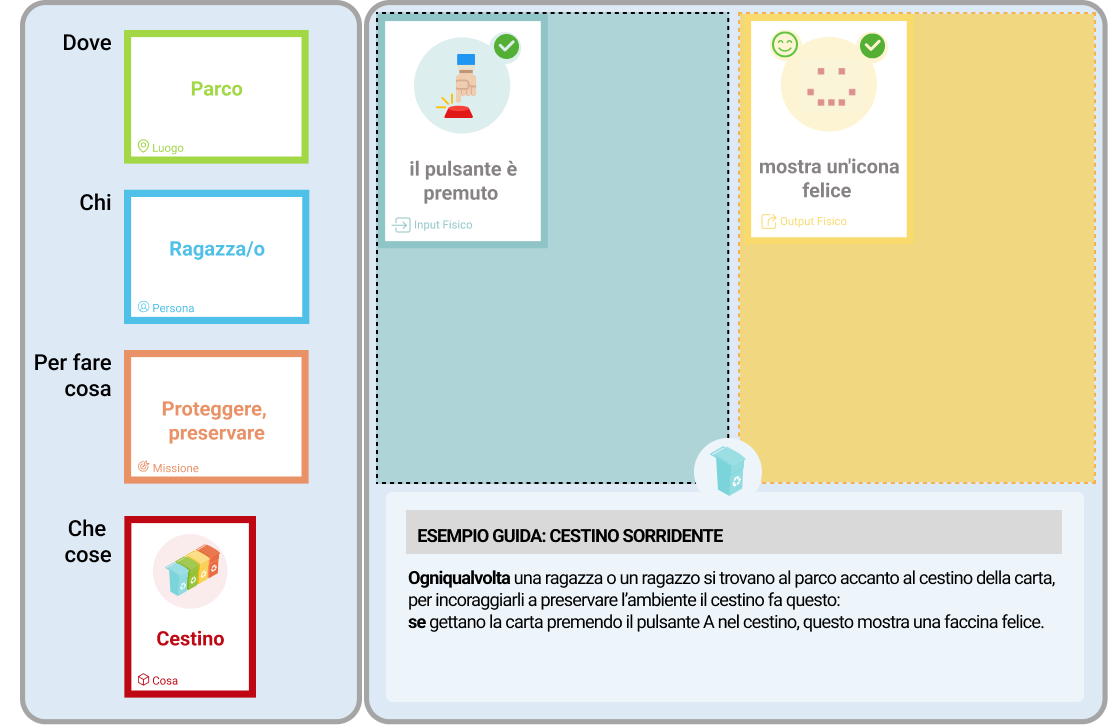 Dove
Parco
Luogo
Chi
Ragazza/o
Persona
Per fare
cosa
Proteggere,
preservare
Missione
Che
cose
Cestino
Cosa
il pulsante è
premuto
Input Fisico
mostra un'icona
felice
Output Fisico
ESEMPIO GUIDA: CESTINO SORRIDENTE
Ogniqualvolta una ragazza o un ragazzo si trovano al parco accanto al cestino della carta,
per incoraggiarli a preservare l’ambiente il cestino fa questo:
se gettano la carta premendo il pulsante A nel cestino, questo mostra una faccina felice.